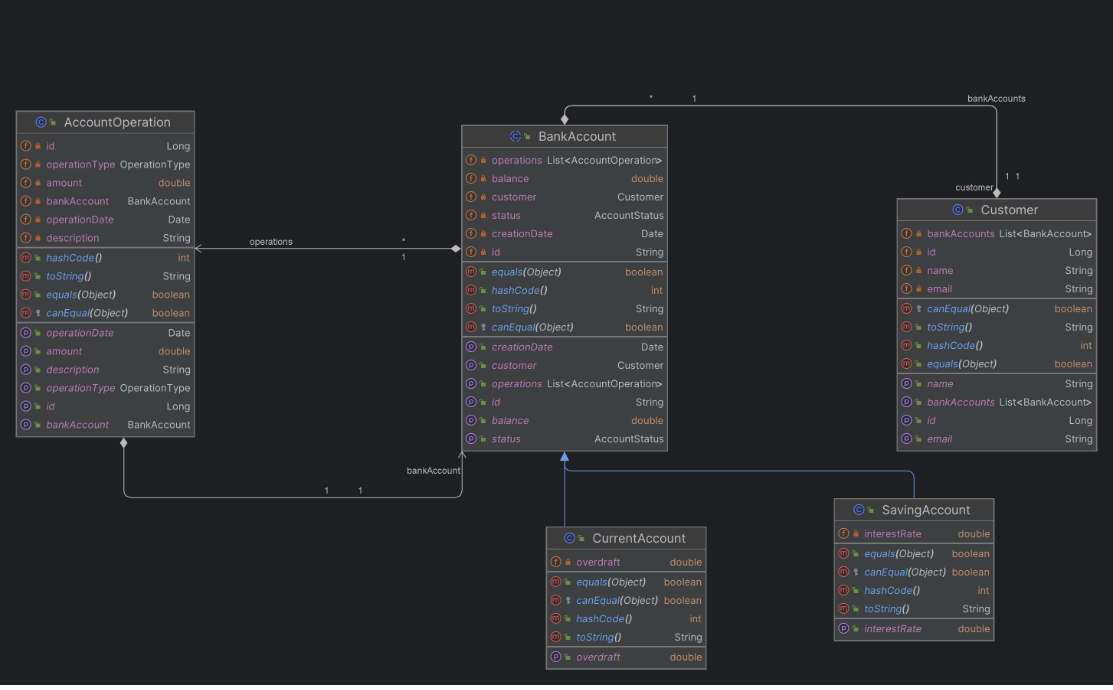 AccountOperation
id Long
operationType OperationType
amount double
bankAccount BankAccount
operationDate Date
description String
hashCode() int
toString() String
equals(Object) boolean
canEqual(Object) boolean
operationDate Date
amount double
description String
operationType OperationType
id Long
bankAccount BankAccount
operations
*
1
bankAccount
1 1
* 1
bankAccounts
BankAccount
operations List<AccountOperation>
balance double
customer Customer
status AccountStatus
creationDate Date
id String
equals(Object) boolean
hashCode() int
toString() String
canEqual(Object) boolean
creationDate Date
customer Customer
operations List<AccountOperation>
id String
balance double
status AccountStatus
1 1
customer
Customer
bankAccounts List<BankAccount>
id Long
name String
email String
canEqual(Object) boolean
toString() String
hashCode() int
equals(Object) boolean
name String
bankAccounts List<BankAccount>
id Long
email String
CurrentAccount
overdraft double
equals(Object) boolean
canEqual(Object) boolean
hashCode() int
toString() String
overdraft double
SavingAccount
interestRate double
equals(Object) boolean
canEqual(Object) boolean
hashCode() int
toString() String
interestRate double